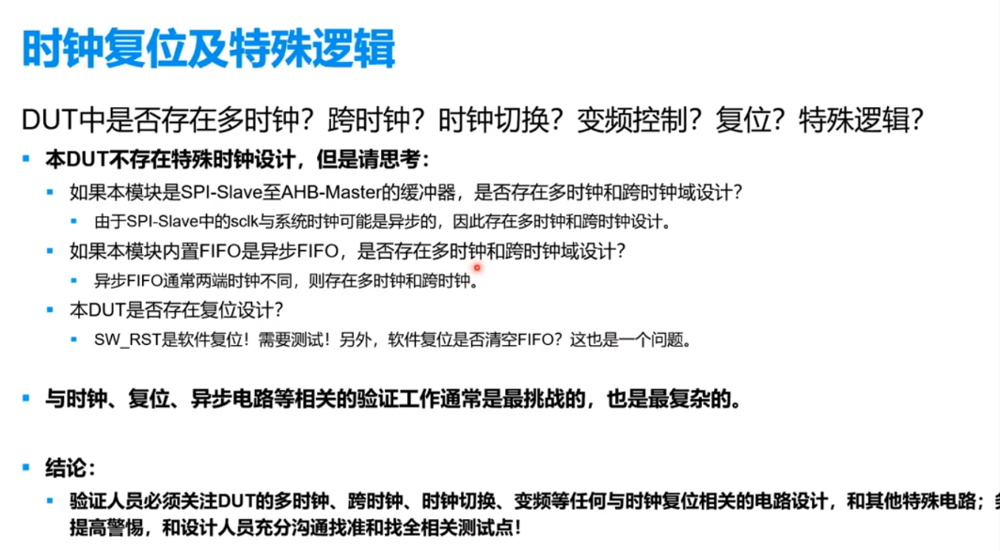 时钟复位及特殊逻辑
DUT中是否存在多时钟？跨时钟？时钟切换？变频控制？复位？特殊逻辑？
本DUT不存在特殊时钟设计，但是请思考：
如果本模块是SPI-Slave至AHB-Master的缓冲器，是否存在多时钟和跨时钟域设计？
由于SPI-Slave中的sclk与系统时钟可能是异步的，因此存在多时钟和跨时钟设计。
如果本模块内置FIFO是异步FIFO，是否存在多时钟和跨时钟域设计？
异步FIFO通常两端时钟不同，则存在多时钟和跨时钟。
本DUT是否存在复位设计？
SW_RST是软件复位！需要测试！另外，软件复位是否清空FIFO？这也是一个问题。
与时钟、复位、异步电路等相关的验证工作通常是最挑战的，也是最复杂的。
结论：
验证人员必须关注DUT的多时钟、跨时钟、时钟切换、变频等任何与时钟复位相关的电路设计，和其他特殊电路；
提高警惕，和设计人员充分沟通找准和找全相关测试点！